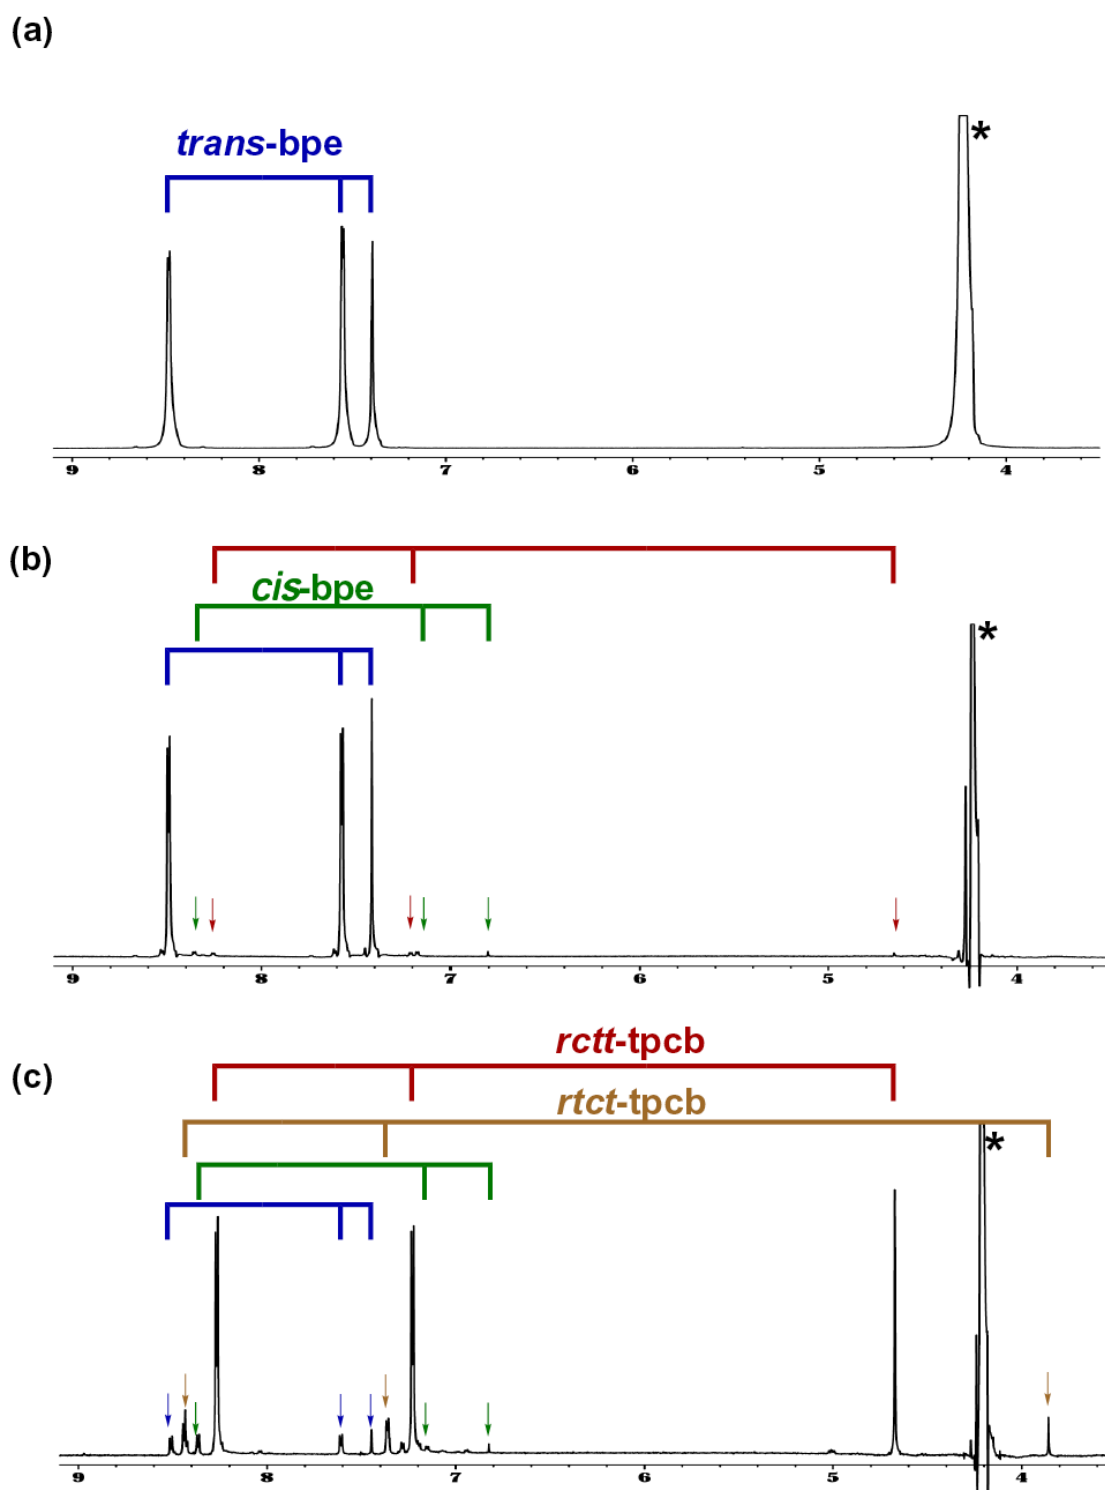 (a)
trans-bpe
*
9 8 7 6 5 4
(b)
cis-bpe
*
9 8 7 6 5 4
(c)
rctt-tpcb
rtct-tpcb
*
9 8 7 6 5 4